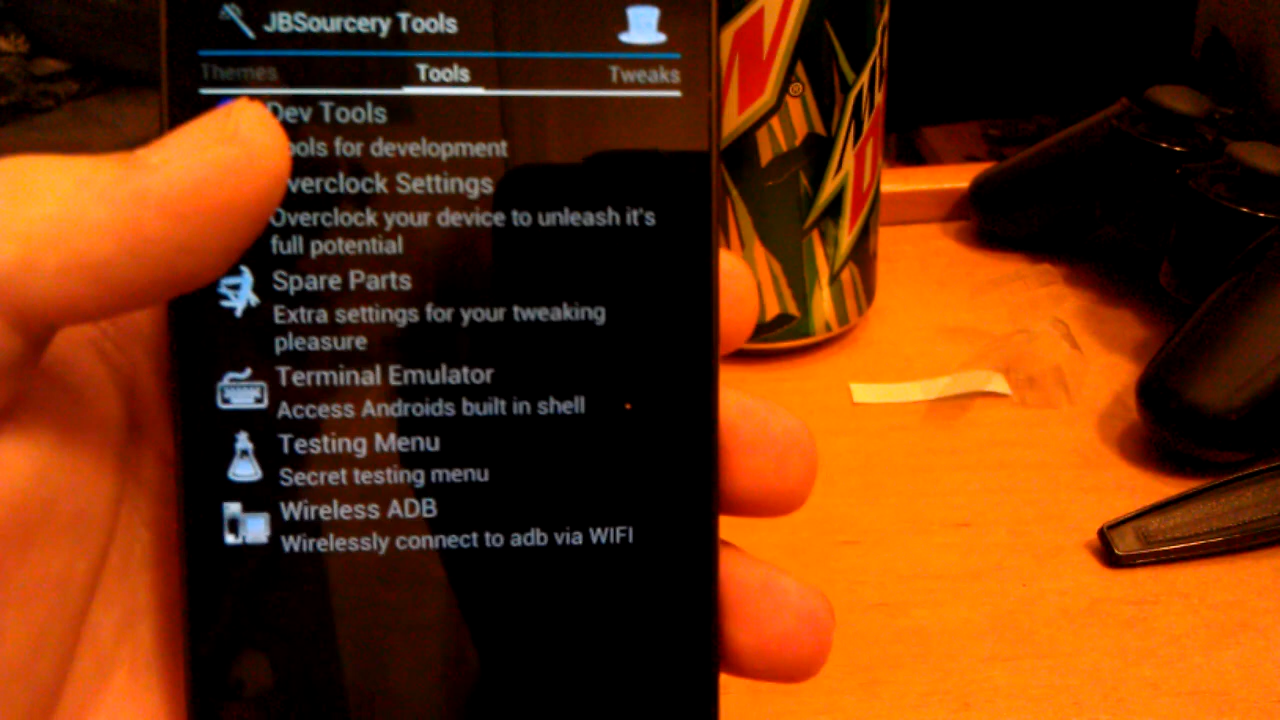 JBSourcery Tools
Themes Tools Tweaks
Dev Tools
ools for development
verclock Settings
Overclock your device to unleash it's
full potential
Spare Parts
Extra settings for your tweaking
pleasure
Terminal Emulator
Access Androids built in shell
Testing Menu
Secret testing menu
Wireless ADB
Wirelessly connect to adb via WIFI